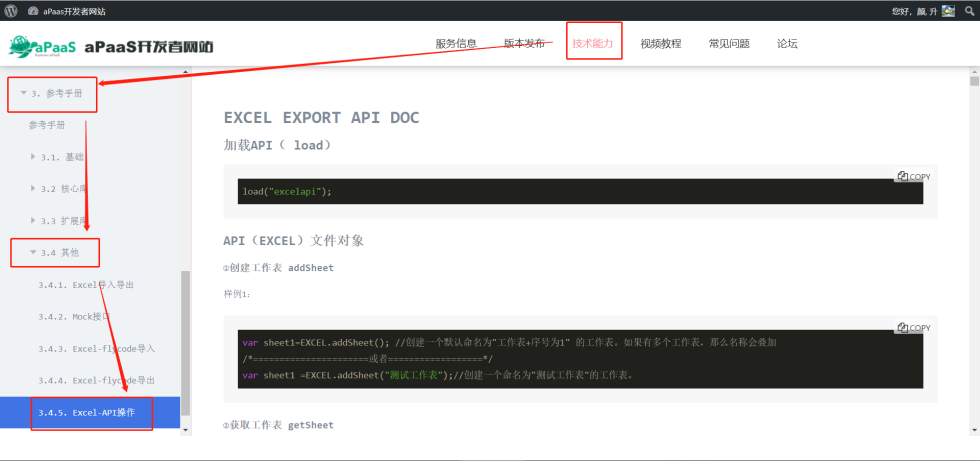 aPaas开发者网站
您好，颜, 升
aPaaS
aPaaS开发者网站
服务信息
版本发布
技术能力
视频教程
常见问题
论坛
3. 参考手册
参考手册
3.1. 基础
3.2 核心库
3.3 扩展库
3.4 其他
3.4.1. Excel导入导出
3.4.2. Mock接口
3.4.3. Excel-flycode导入
3.4.4. Excel-flycode导出
3.4.5. Excel-API操作
EXCEL EXPORT API DOC
加载API（ load）
COPY
load("excelapi");
API（EXCEL）文件对象
①创建工作表 addSheet
样例1：
COPY
var sheet1=EXCEL.addSheet(); //创建一个默认命名为"工作表+序号为1" 的工作表。如果有多个工作表，那么名称会叠加
/*======================或者==================*/
var sheet1 =EXCEL.addSheet("测试工作表");//创建一个命名为"测试工作表"的工作表。
②获取工作表 getSheet